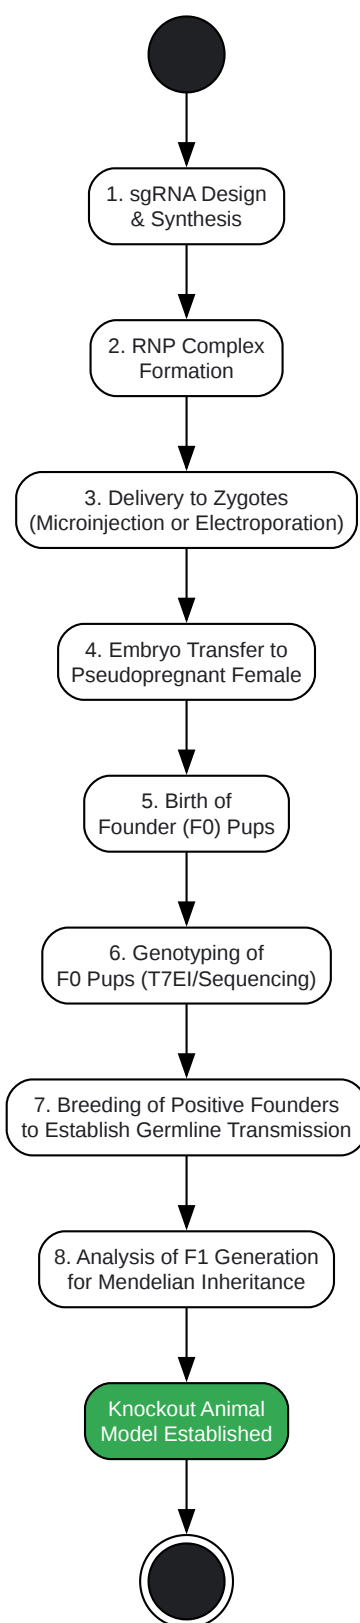 1. sgRNA Design
& Synthesis
2. RNP Complex
Formation
3. Delivery to Zygotes
(Microinjection or Electroporation)
4. Embryo Transfer to
Pseudopregnant Female
5. Birth of
Founder (F0) Pups
6. Genotyping of
F0 Pups (T7EI/Sequencing)
7. Breeding of Positive Founders
to Establish Germline Transmission
8. Analysis of F1 Generation
for Mendelian Inheritance
Knockout Animal
Model Established